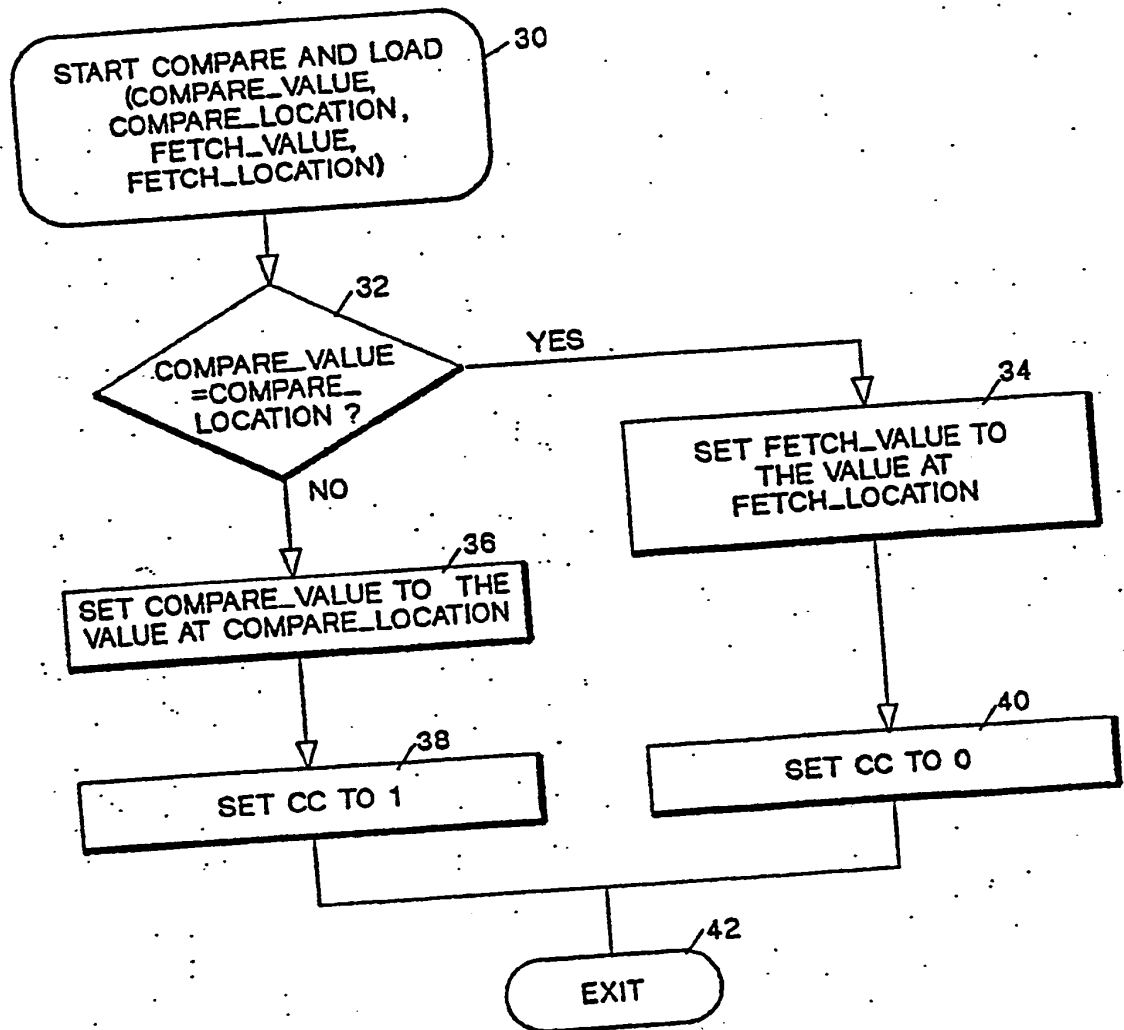 30
START COMPARE AND LOAD
(COMPARE_VALUE,
COMPARE_LOCATION,
FETCH_VALUE,
FETCH_LOCATION)
32
COMPARE_VALUE
=COMPARE_
LOCATION ?
YES
NO
34
SET FETCH_VALUE TO
THE VALUE AT
FETCH_LOCATION
36
SET COMPARE_VALUE TO THE
VALUE AT COMPARE_LOCATION
38
SET CC TO 1
40
SET CC TO 0
42
EXIT